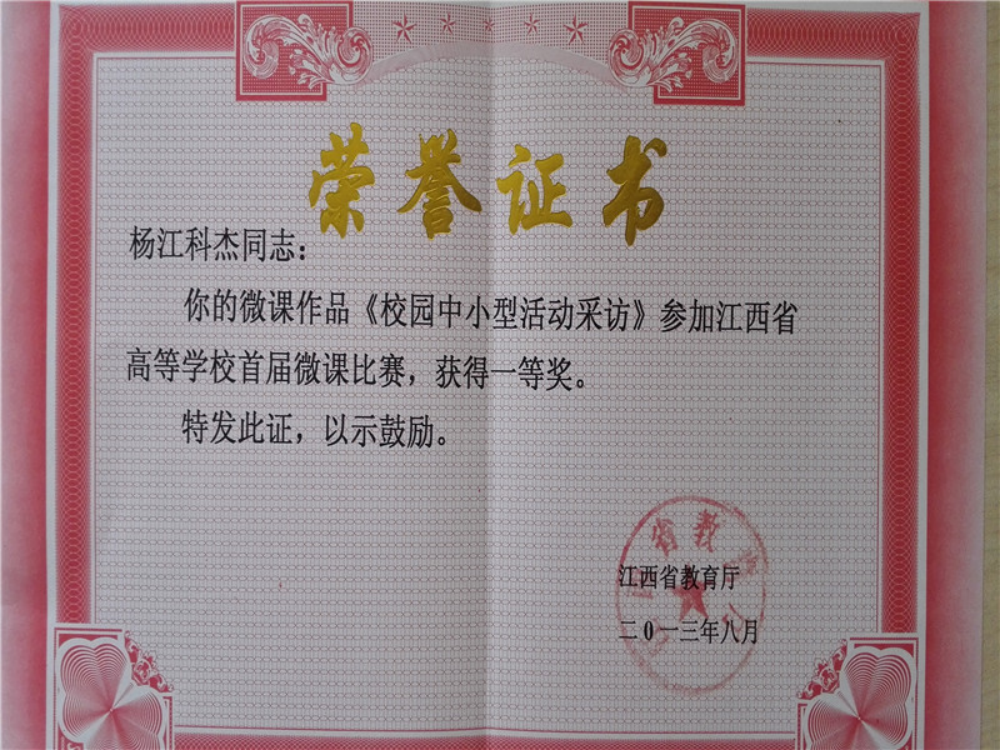 荣誉证书
杨江科杰同志:
你的微课作品《校园中小型活动采访》参加江西省
高等学校首届微课比赛，获得一等奖。
特发此证，以示鼓励。
省教
江西省教育厅
二0一三年八月